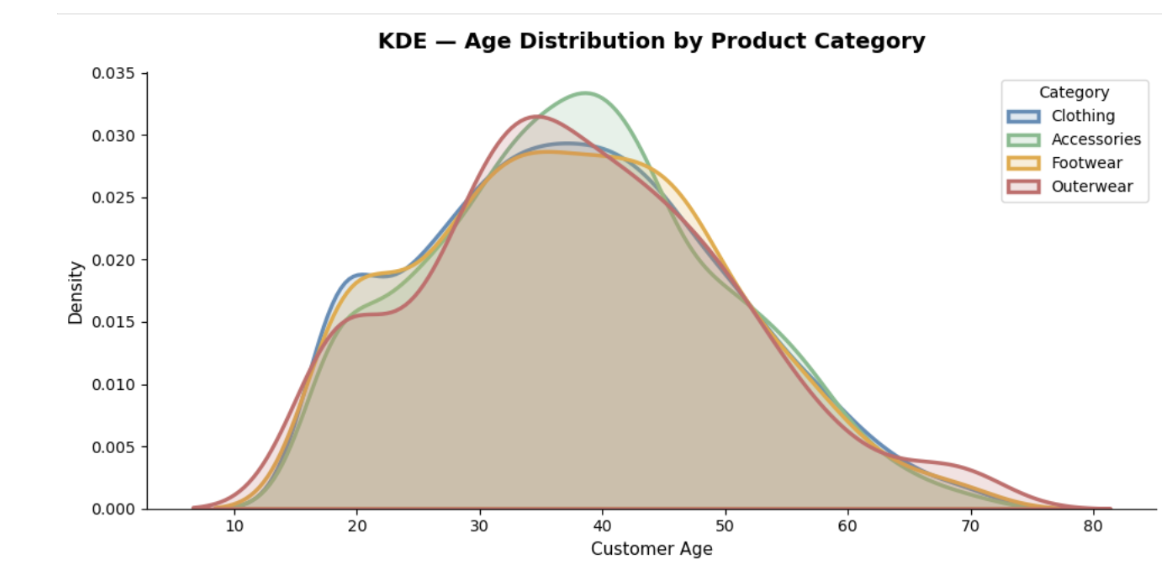 KDE — Age Distribution by Product Category
Category
Clothing
Accessories
Footwear
Outerwear
Density
0.035
0.030
0.025
0.020
0.015
0.010
0.005
0.000
10 20 30 40 50 60 70 80
Customer Age